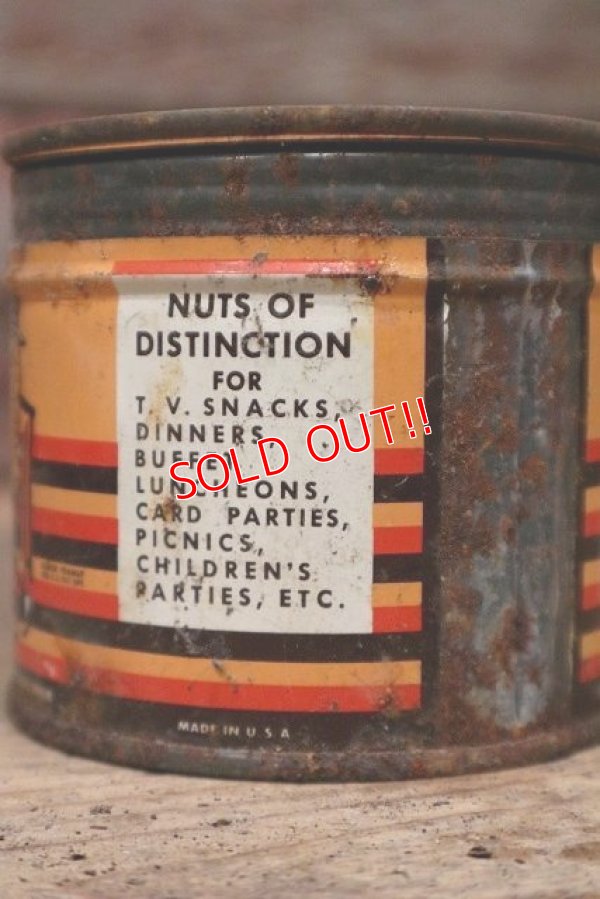 NUTS OF
DISTINCTION
FOR
T. V. SNACKS,
DINNERS,
LUNCHEONS,
CARD PARTIES,
PICNICS,
CHILDREN'S
PARTIES, ETC.
SOLD OUT!!
MADE IN U S A